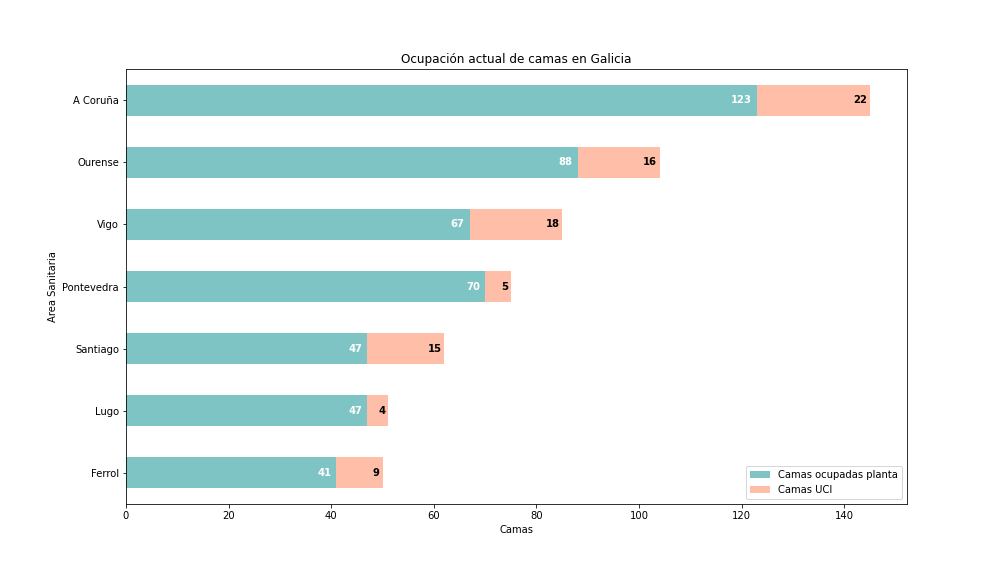 Ocupación actual de camas en Galicia
A Coruña 123 22
Ourense 88 16
Vigo 67 18
Pontevedra 70 5
Santiago 47 15
Lugo 47 4
Ferrol 41 9
Area Sanitaria
Camas ocupadas planta
Camas UCI
0 20 40 60 80 100 120 140
Camas